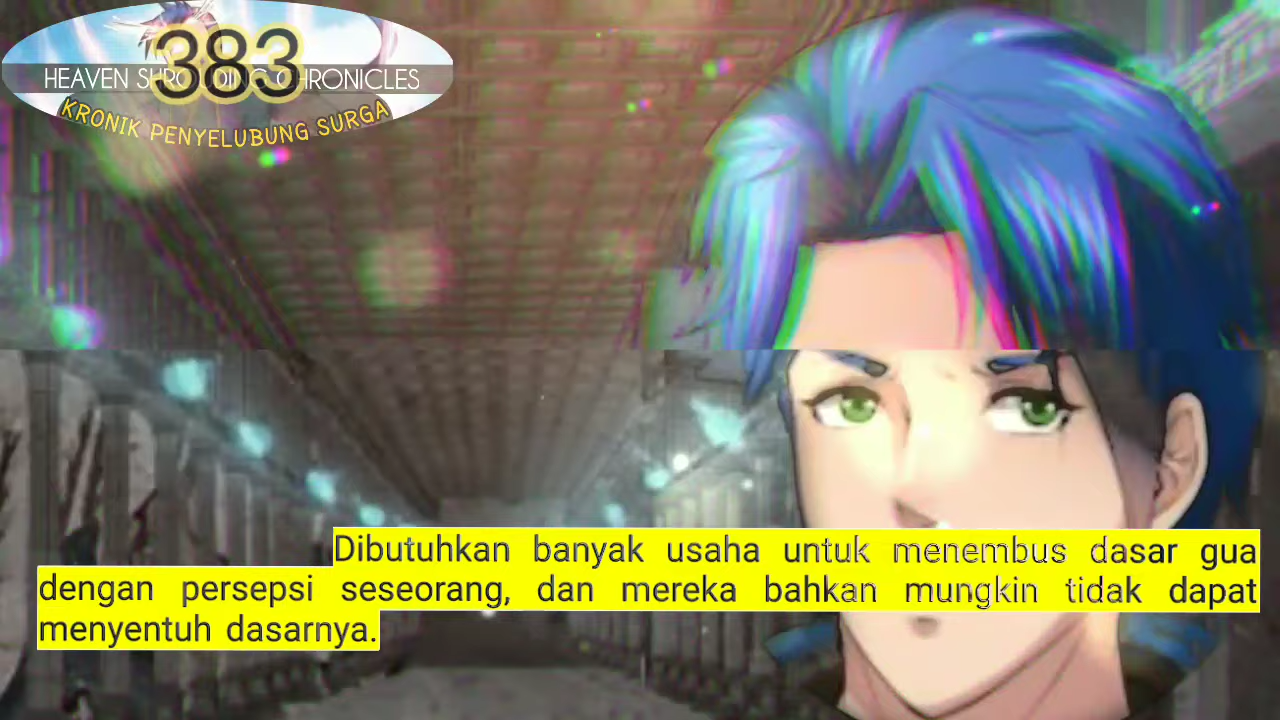 383
HEAVEN SHROUDING CHRONICLES
KRONIK PENYELUBUNG SURGA
Dibutuhkan banyak usaha untuk menembus dasar gua
dengan persepsi seseorang, dan mereka bahkan mungkin tidak dapat
menyentuh dasarnya.